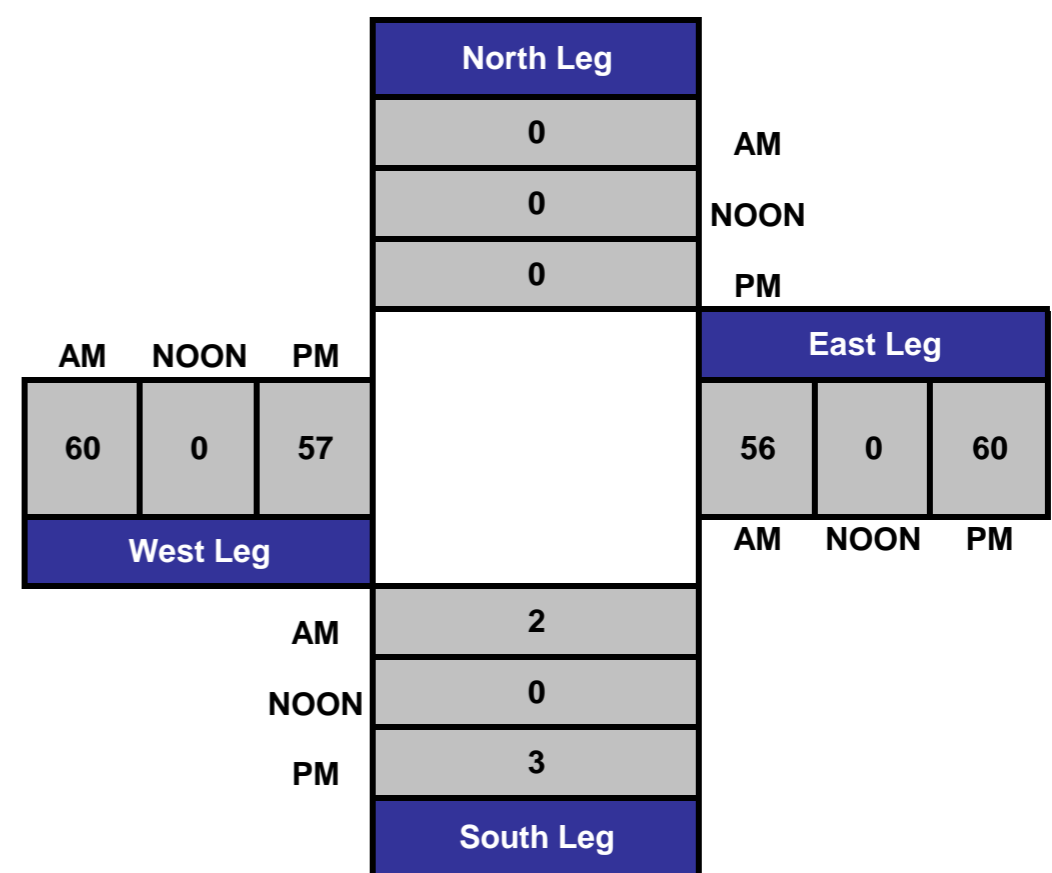 North Leg
0 AM
0 NOON
0 PM
East Leg
AM NOON PM
60 0 57
56 0 60
West Leg
AM NOON PM
AM 2
NOON 0
PM 3
South Leg